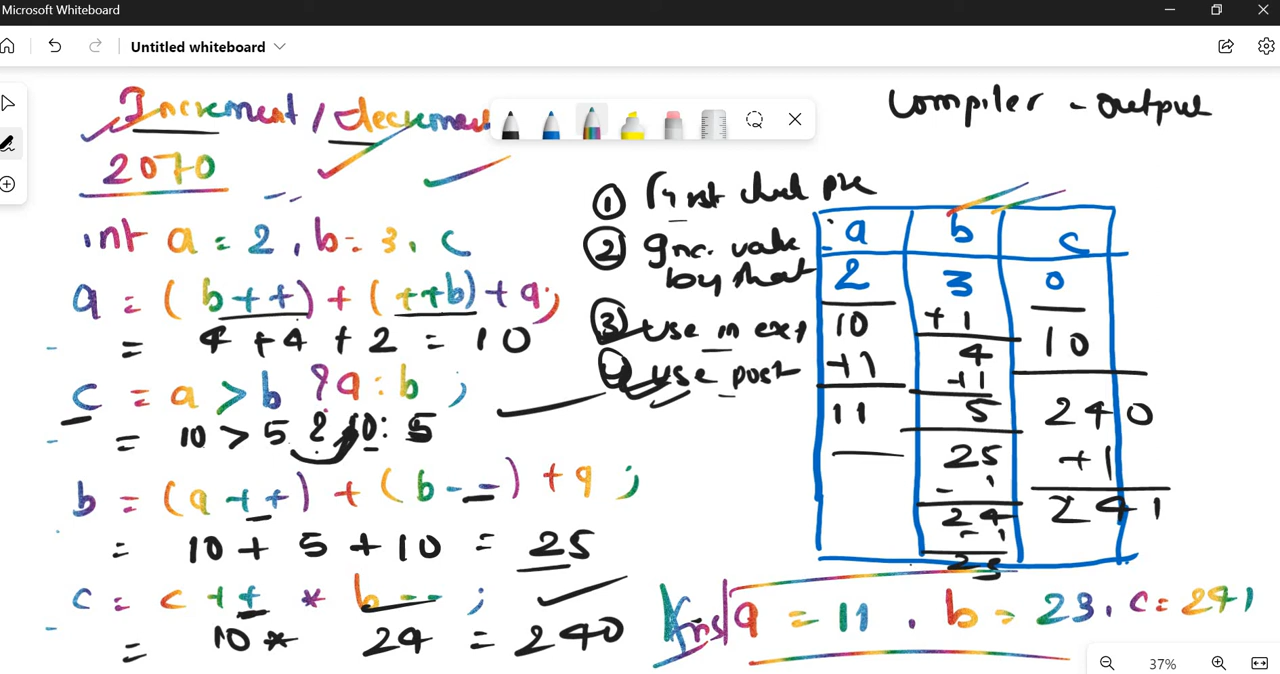 Microsoft Whiteboard
Untitled whiteboard
Increment / decrement
2070
int a = 2, b = 3, c
a = (b++) + (++b) + a;
= 4 + 4 + 2 = 10
c = a > b ? a : b ;
= 10 > 5 ? 10 : 5
b = (a++) + (b--) + a ;
= 10 + 5 + 10 = 25
c = c++ * b-- ;
= 10 * 24 = 240
Compiler - output
① First check pre
② Inc. value
by that
③ Use in exp
④ use post
a b c
2 3 0
10 +1 10
+1 4
+1
11 5 240
25 +1
-1
24 241
-1
23
a = 11, b = 23, c = 241
37%